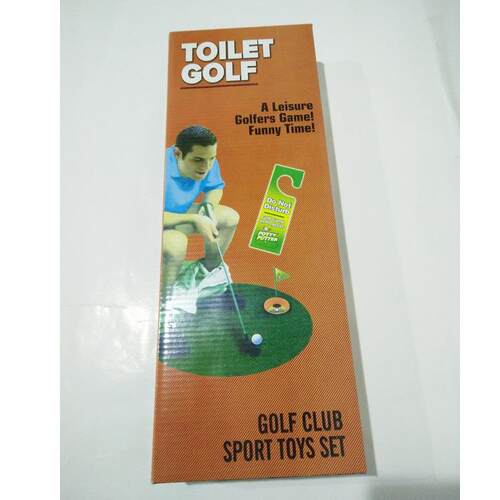 TOILET
GOLF
A Leisure
Golfers Game!
Funny Time!
Do Not
Disturb
POTTY
PUTTER
GOLF CLUB
SPORT TOYS SET